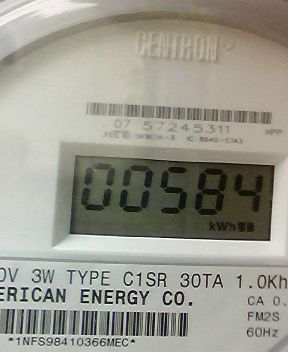 CENTRON
07 57245311
HPP
00584
kWh
0V 3W TYPE C1SR 30TA 1.0Kh
ERICAN ENERGY CO.
CA 0.
FM2S
60Hz
*1NFS98410366MEC*